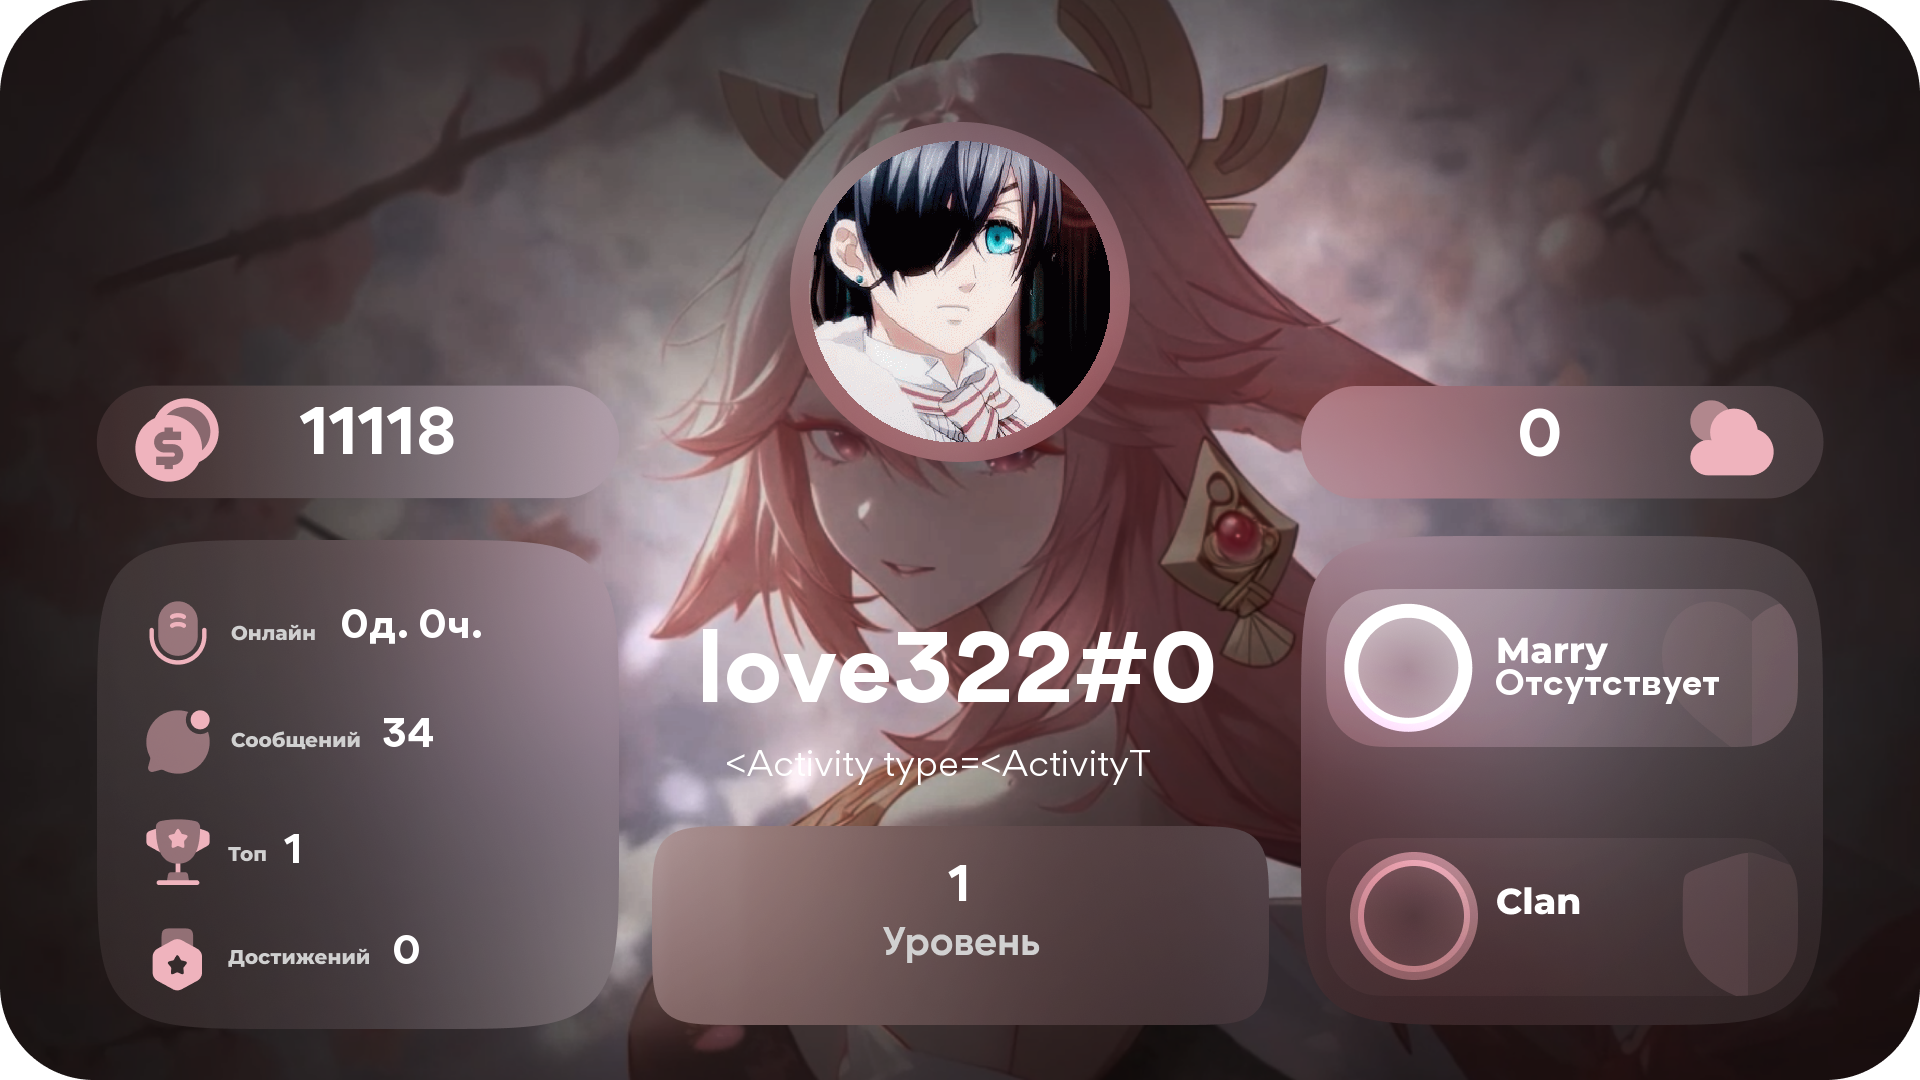 11118
0
Онлайн 0д. 0ч.
Сообщений 34
Топ 1
Достижений 0
love322#0
<Activity type=<ActivityT
1
Уровень
Marry
Отсутствует
Clan